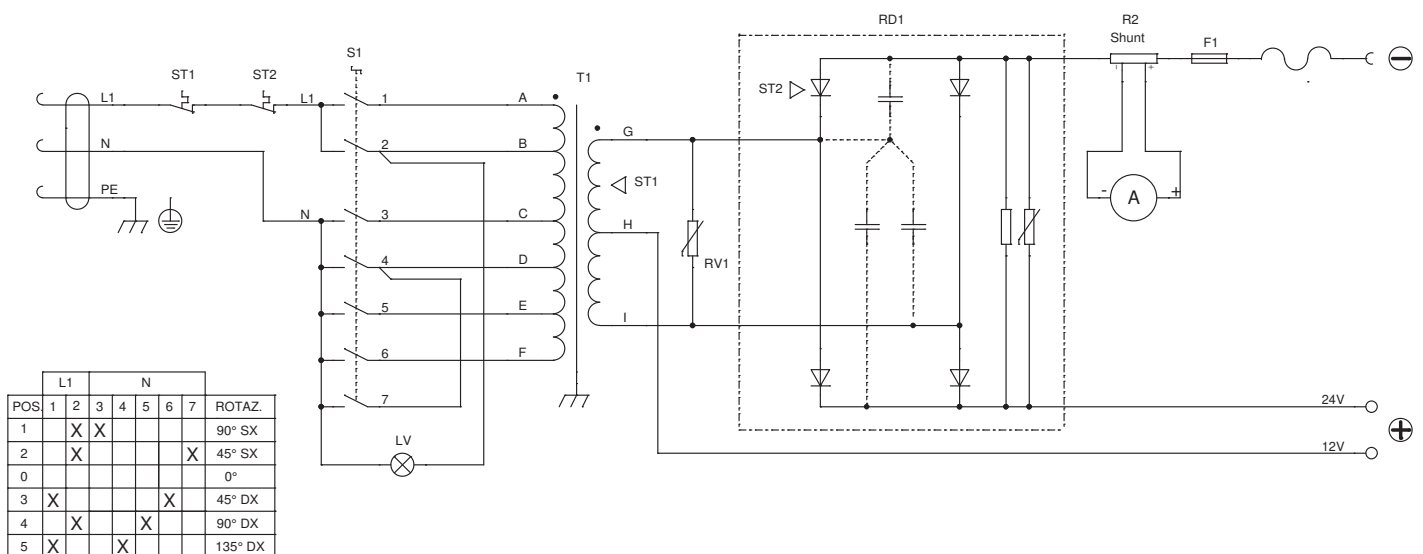 RD1
R2
Shunt
F1
S1
ST1
ST2
T1
L1
L1
1
A
ST2
2
B
G
N
ST1
PE
N
3
C
H
- +
- A +
4
D
RV1
5
E
I
6
F
L1 N
POS. 1 2 3 4 5 6 7 ROTAZ.
1 X X 90° SX
2 X X 45° SX
0 0°
3 X X 45° DX
4 X X 90° DX
5 X X 135° DX
7
24V
LV
12V